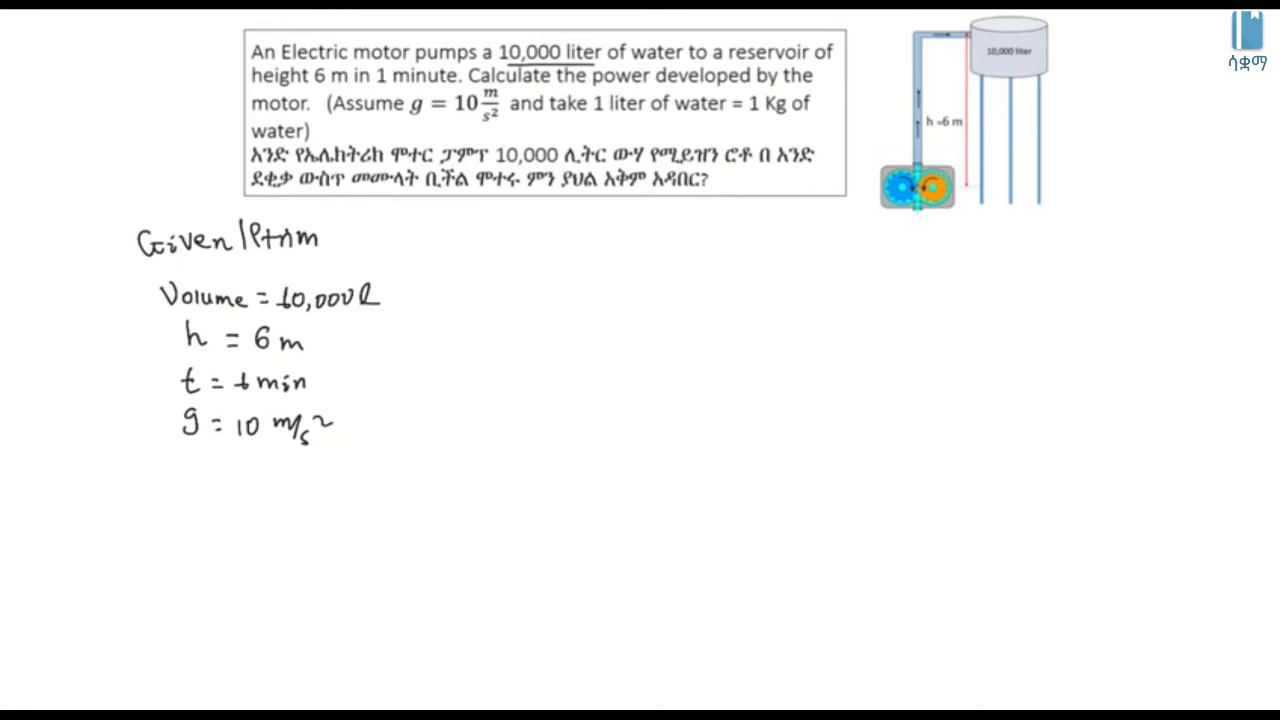 An Electric motor pumps a 10,000 liter of water to a reservoir of
height 6 m in 1 minute. Calculate the power developed by the
motor. (Assume g = 10 m/s² and take 1 liter of water = 1 Kg of
water)
አንድ የኤሌክትሪክ ሞተር ፓምፕ 10,000 ሊትር ውሃ የሚይዝን ሮቶ በ አንድ
ደቂቃ ውስጥ መሙላት ቢችል ሞተሩ ምን ያህል አቅም አዳበር?
10,000 liter
h =6 m
ሳቋማ
Given/የተሰጠ
Volume = 10,000 l
h = 6 m
t = 1 min
g = 10 m/s²